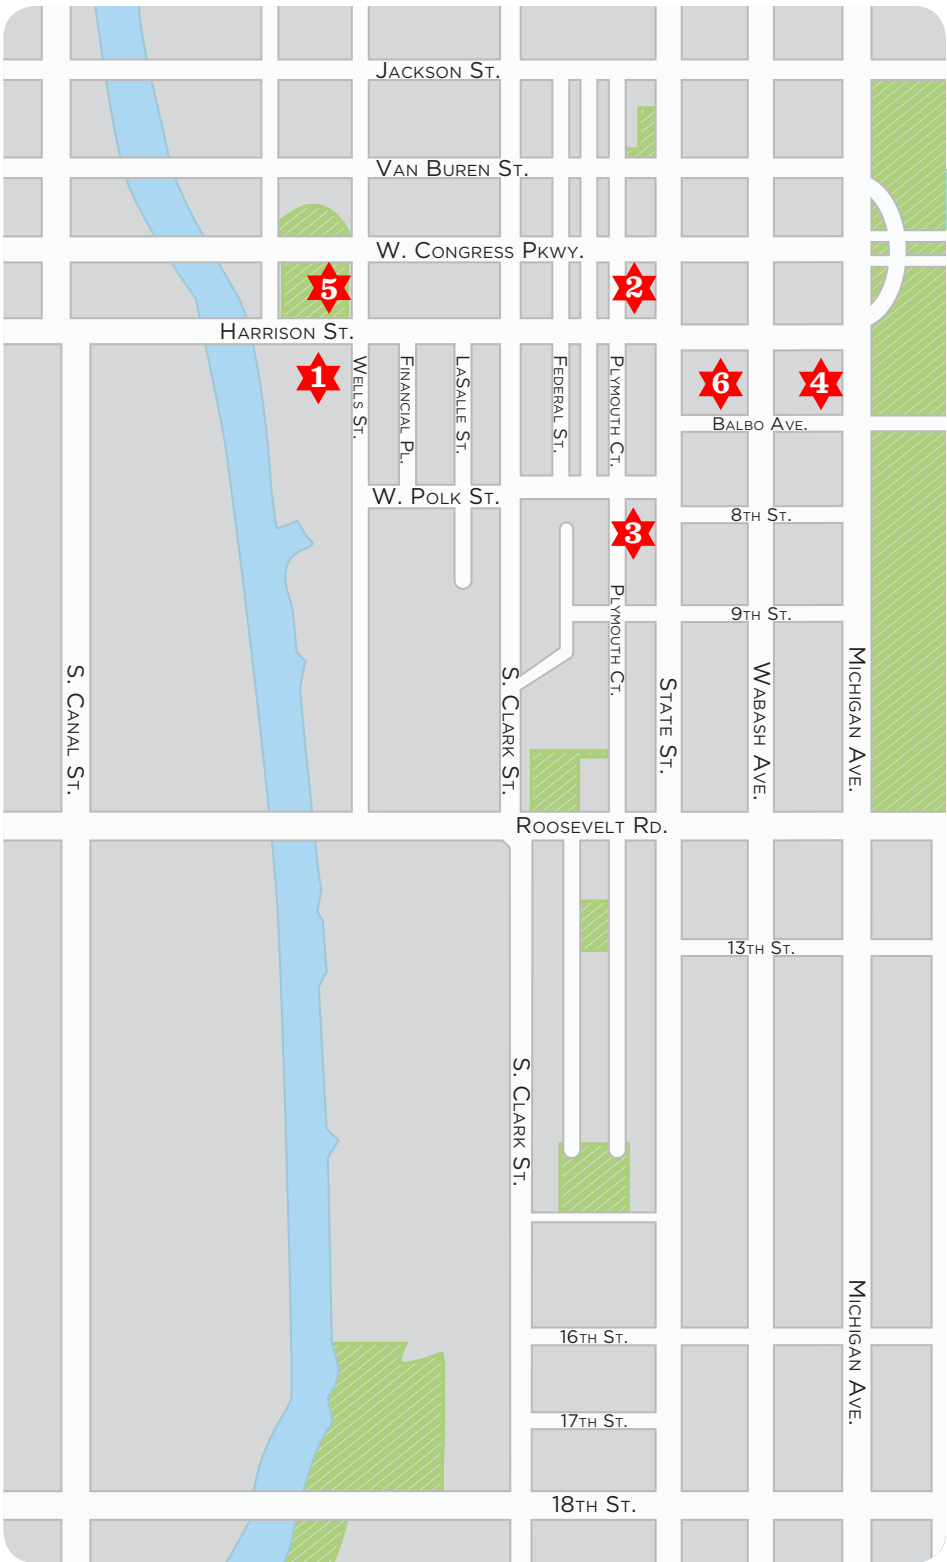 Jackson St.
Van Buren St.
W. Congress Pkwy.
5
2
Harrison St.
1
Wells St.
Financial Pl.
LaSalle St.
Federal St.
Plymouth Ct.
6
4
Balbo Ave.
W. Polk St.
8th St.
3
Plymouth Ct.
9th St.
S. Canal St.
S. Clark St.
State St.
Wabash Ave.
Michigan Ave.
Roosevelt Rd.
13th St.
S. Clark St.
Michigan Ave.
16th St.
17th St.
18th St.